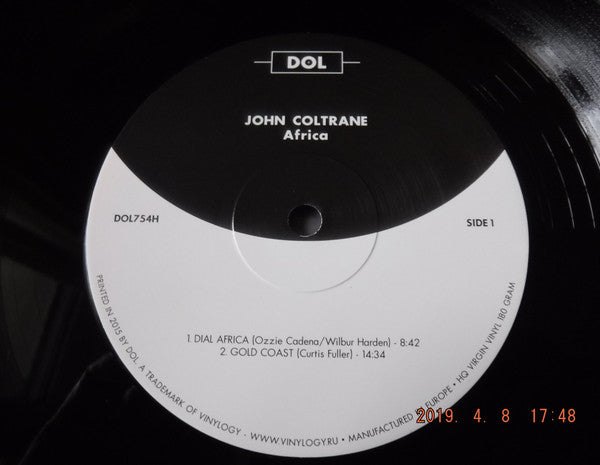 DOL
JOHN COLTRANE
Africa
DOL754H
SIDE 1
1. DIAL AFRICA (Ozzie Cadena/Wilbur Harden) - 8:42
2. GOLD COAST (Curtis Fuller) - 14:34
PRINTED IN 2015 BY DOL. A TRADEMARK OF VINYLOGY - WWW.VINYLOGY.RU • MANUFACTURED IN EUROPE • HQ VIRGIN VINYL 180 GRAM
2019. 4. 8 17:48